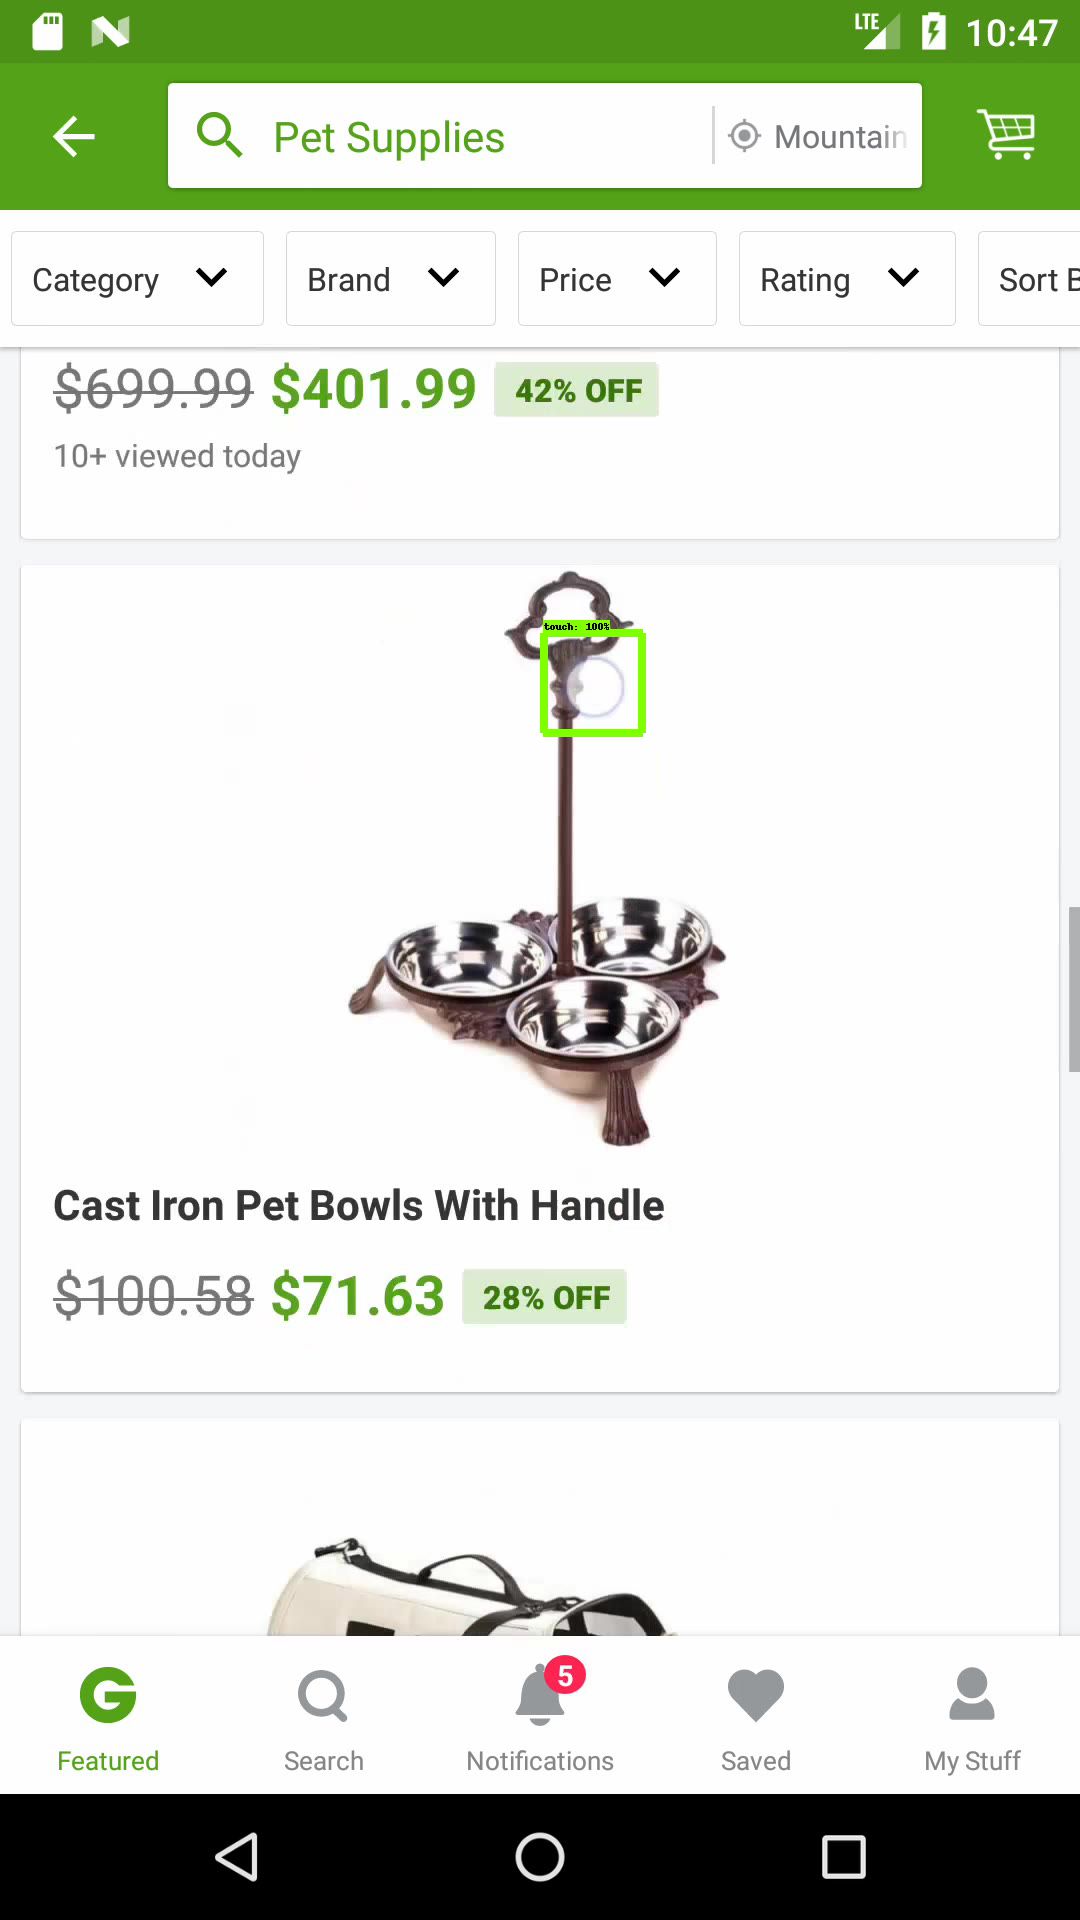 LTE 10:47
Pet Supplies Mountain
Category Brand Price Rating Sort B
$699.99 $401.99 42% OFF
10+ viewed today
touch: 100%
Cast Iron Pet Bowls With Handle
$100.58 $71.63 28% OFF
5
Featured Search Notifications Saved My Stuff